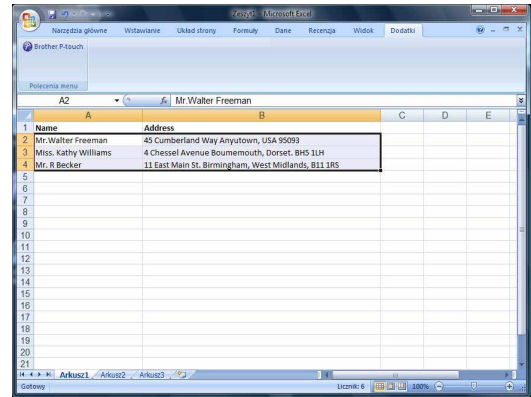 Zeszyt1 - Microsoft Excel
Narzędzia główne Wstawianie Układ strony Formuły Dane Recenzja Widok Dodatki
Brother P-touch
Polecenia menu
A2 fx Mr.Walter Freeman
A B C D E
1 Name Address
2 Mr.Walter Freeman 45 Cumberland Way Anytown, USA 95093
3 Miss. Kathy Williams 4 Chessel Avenue Boumemouth, Dorset. BH5 1LH
4 Mr. R Becker 11 East Main St. Birmingham, West Midlands, B11 1RS
5
6
7
8
9
10
11
12
13
14
15
16
17
18
19
20
21
Arkusz1 Arkusz2 Arkusz3
Gotowy Licznik: 6 100%